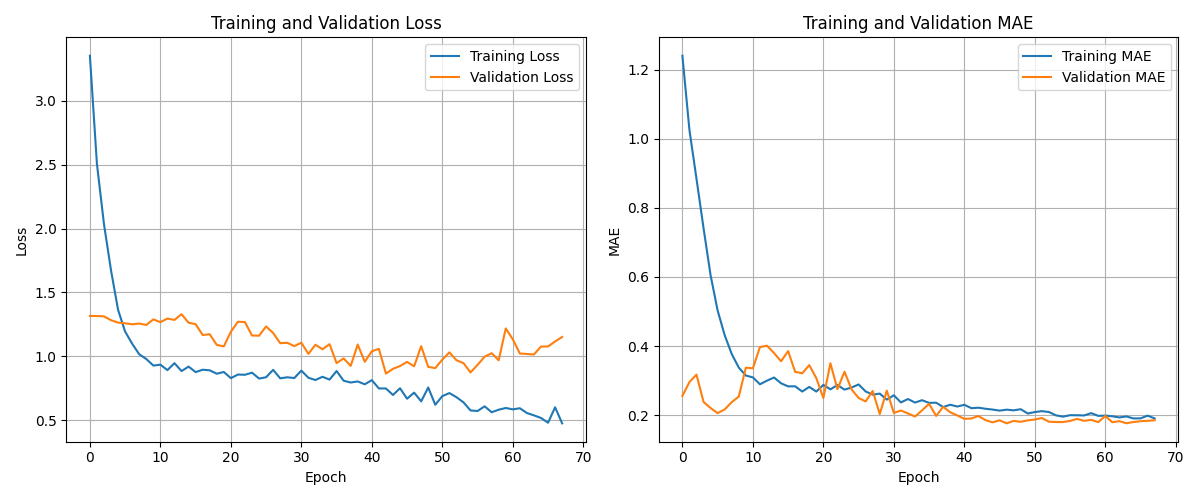 Training and Validation Loss
Training Loss
Validation Loss
3.0
2.5
2.0
1.5
1.0
0.5
Loss
0 10 20 30 40 50 60 70
Epoch
Training and Validation MAE
Training MAE
Validation MAE
1.2
1.0
0.8
0.6
0.4
0.2
MAE
0 10 20 30 40 50 60 70
Epoch